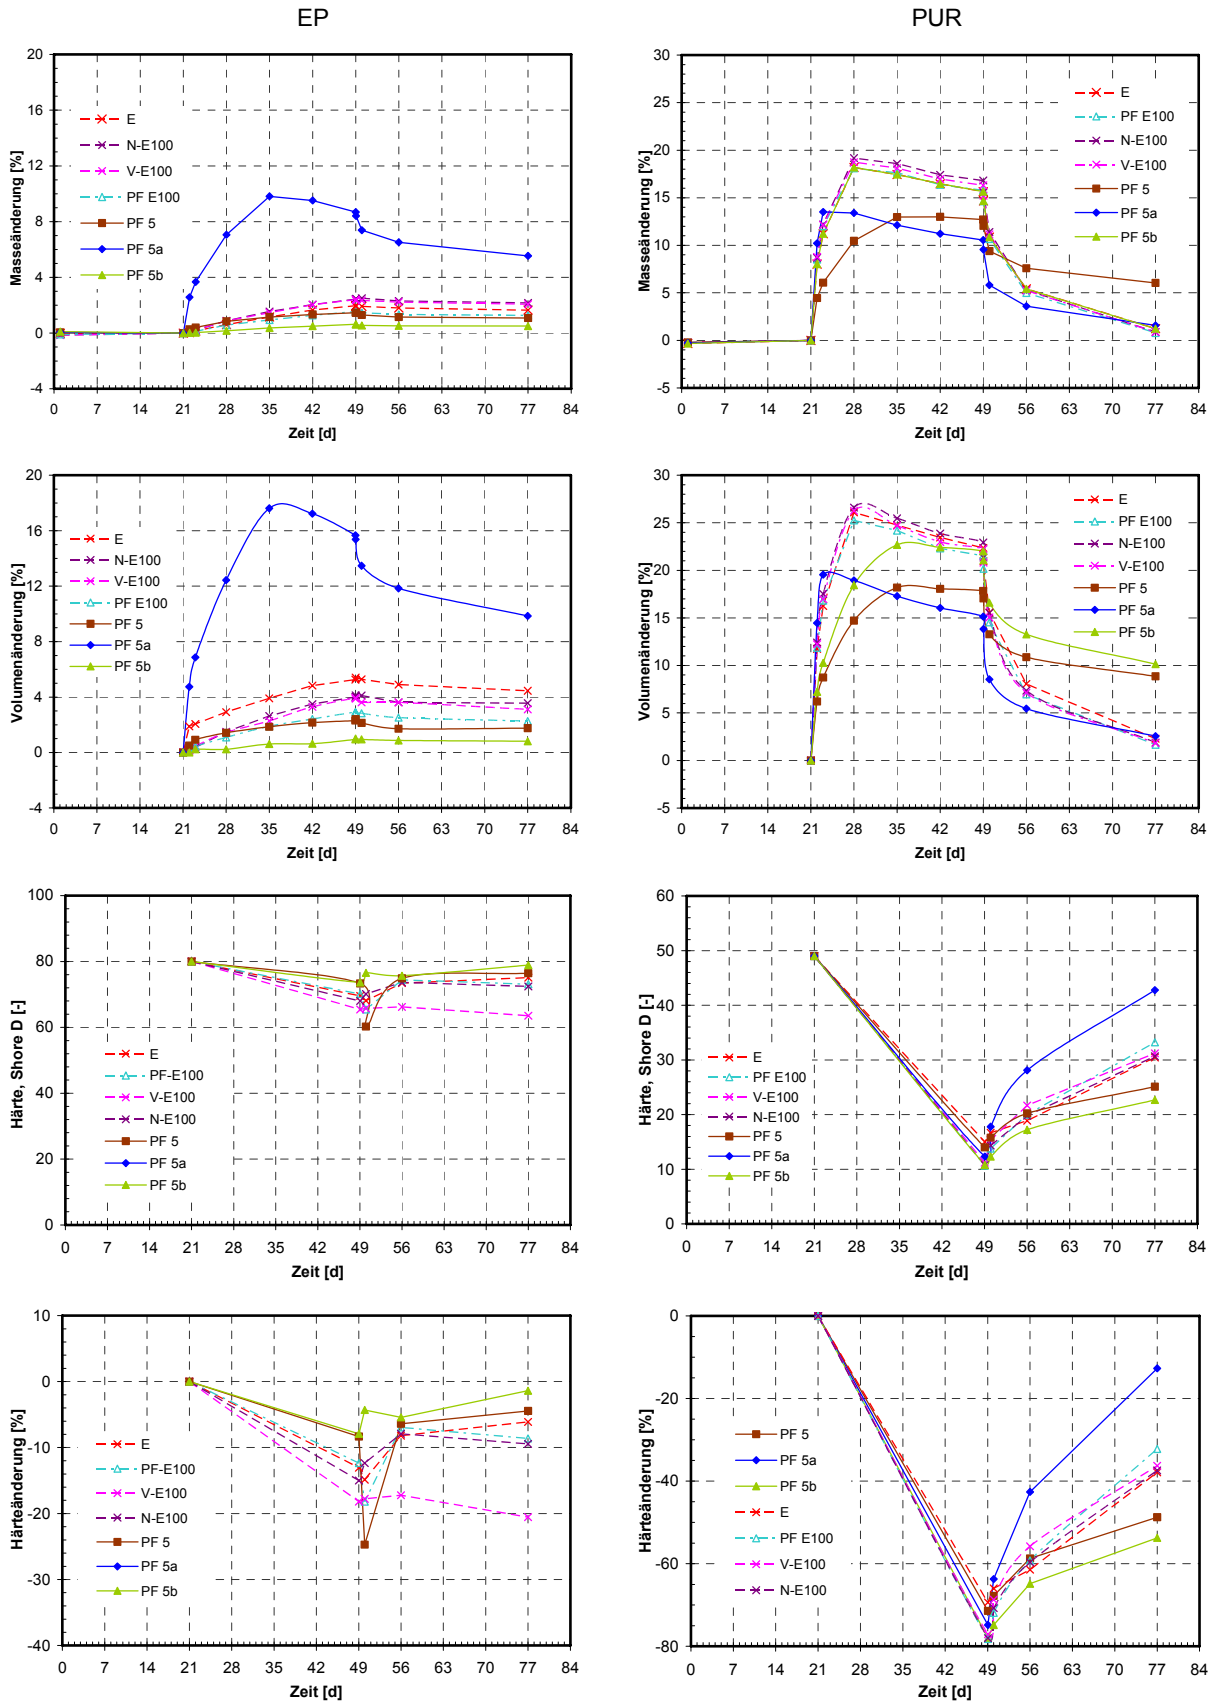 EP
PUR
Masseänderung [%]
20
16
12
8
4
0
-4
E
N-E100
V-E100
PF E100
PF 5
PF 5a
PF 5b
0 7 14 21 28 35 42 49 56 63 70 77 84
Zeit [d]
Masseänderung [%]
30
25
20
15
10
5
0
-5
E
PF E100
N-E100
V-E100
PF 5
PF 5a
PF 5b
0 7 14 21 28 35 42 49 56 63 70 77 84
Zeit [d]
Volumenänderung [%]
20
16
12
8
4
0
-4
E
N-E100
V-E100
PF E100
PF 5
PF 5a
PF 5b
0 7 14 21 28 35 42 49 56 63 70 77 84
Zeit [d]
Volumenänderung [%]
30
25
20
15
10
5
0
-5
E
PF E100
N-E100
V-E100
PF 5
PF 5a
PF 5b
0 7 14 21 28 35 42 49 56 63 70 77 84
Zeit [d]
Härte, Shore D [-]
100
80
60
40
20
0
E
PF-E100
V-E100
N-E100
PF 5
PF 5a
PF 5b
0 7 14 21 28 35 42 49 56 63 70 77 84
Zeit [d]
Härte, Shore D [-]
60
50
40
30
20
10
0
E
PF E100
V-E100
N-E100
PF 5
PF 5a
PF 5b
0 7 14 21 28 35 42 49 56 63 70 77 84
Zeit [d]
Härteänderung [%]
10
0
-10
-20
-30
-40
E
PF-E100
V-E100
N-E100
PF 5
PF 5a
PF 5b
0 7 14 21 28 35 42 49 56 63 70 77 84
Zeit [d]
Härteänderung [%]
0
-20
-40
-60
-80
PF 5
PF 5a
PF 5b
E
PF E100
V-E100
N-E100
0 7 14 21 28 35 42 49 56 63 70 77 84
Zeit [d]